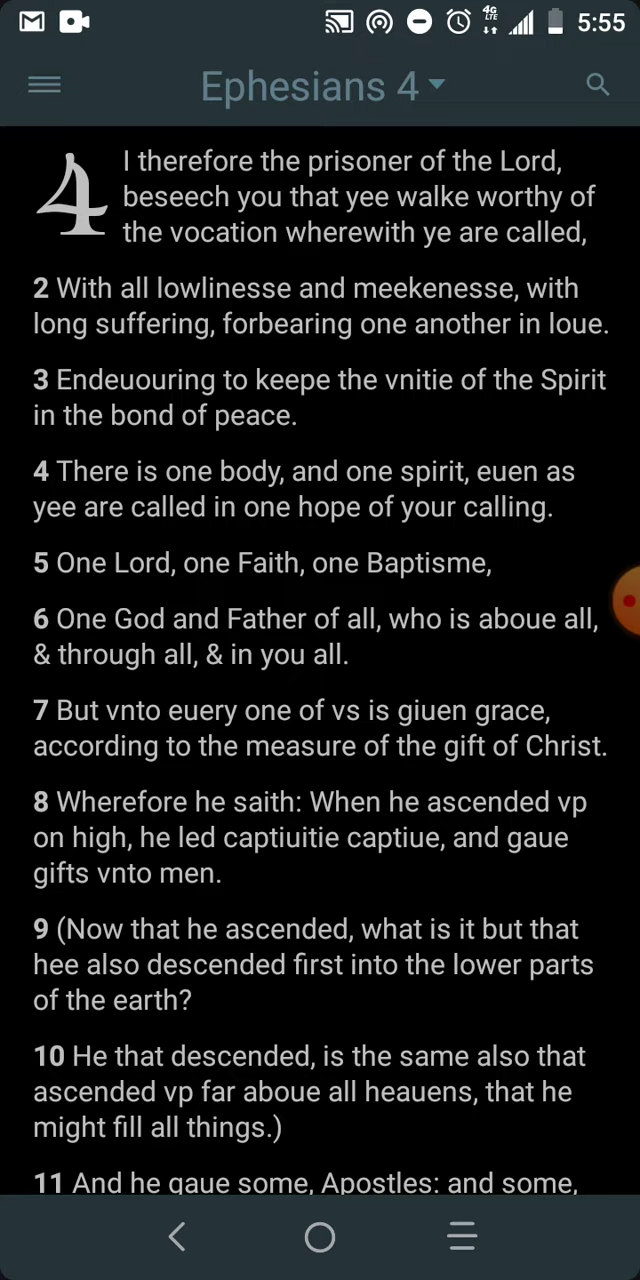 5:55
4G
LTE
Ephesians 4
4
I therefore the prisoner of the Lord,
beseech you that yee walke worthy of
the vocation wherewith ye are called,
2 With all lowlinesse and meekenesse, with
long suffering, forbearing one another in loue.
3 Endeuouring to keepe the vnitie of the Spirit
in the bond of peace.
4 There is one body, and one spirit, euen as
yee are called in one hope of your calling.
5 One Lord, one Faith, one Baptisme,
6 One God and Father of all, who is aboue all,
& through all, & in you all.
7 But vnto euery one of vs is giuen grace,
according to the measure of the gift of Christ.
8 Wherefore he saith: When he ascended vp
on high, he led captiuitie captiue, and gaue
gifts vnto men.
9 (Now that he ascended, what is it but that
hee also descended first into the lower parts
of the earth?
10 He that descended, is the same also that
ascended vp far aboue all heauens, that he
might fill all things.)
11 And he gaue some, Apostles: and some,